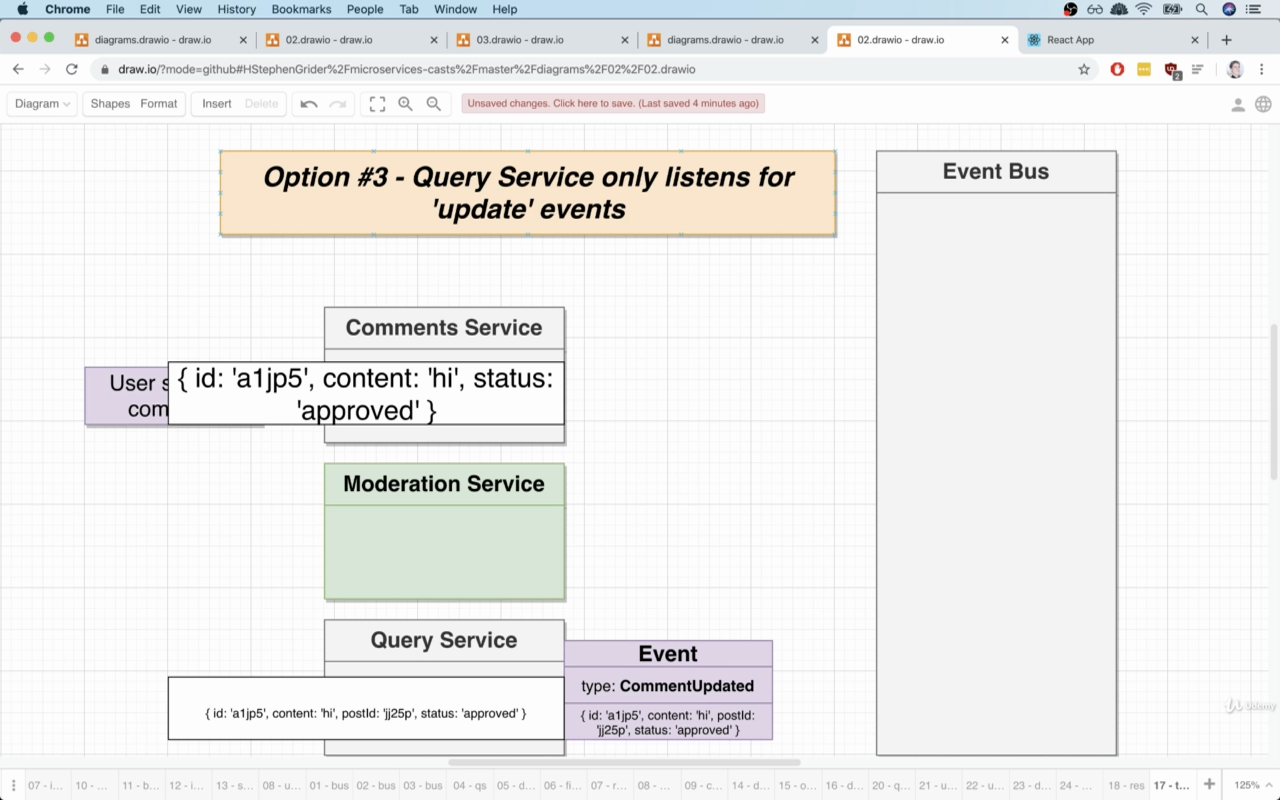 Chrome File Edit View History Bookmarks People Tab Window Help
diagrams.drawio - draw.io
02.drawio - draw.io
03.drawio - draw.io
diagrams.drawio - draw.io
02.drawio - draw.io
React App
draw.io/?mode=github#HStephenGrider%2Fmicroservices-casts%2Fmaster%2Fdiagrams%2F02%2F02.drawio
Diagram Shapes Format Insert Delete Unsaved changes. Click here to save. (Last saved 4 minutes ago)
Option #3 - Query Service only listens for
'update' events
Event Bus
Comments Service
User s
com
{ id: 'a1jp5', content: 'hi', status:
'approved' }
Moderation Service
Query Service
{ id: 'a1jp5', content: 'hi', postId: 'jj25p', status: 'approved' }
Event
type: CommentUpdated
{ id: 'a1jp5', content: 'hi', postId:
'jj25p', status: 'approved' }
Udemy
07 - i... 10 - ... 11 - b... 12 - i... 13 - s... 08 - u... 01 - bus 02 - bus 03 - bus 04 - qs 05 - d... 06 - fi... 07 - r... 08 - ... 09 - c... 14 - d... 15 - d... 16 - d... 20 - q... 21 - u... 22 - u... 23 - d... 24 - ... 18 - res 17 - t... 125%